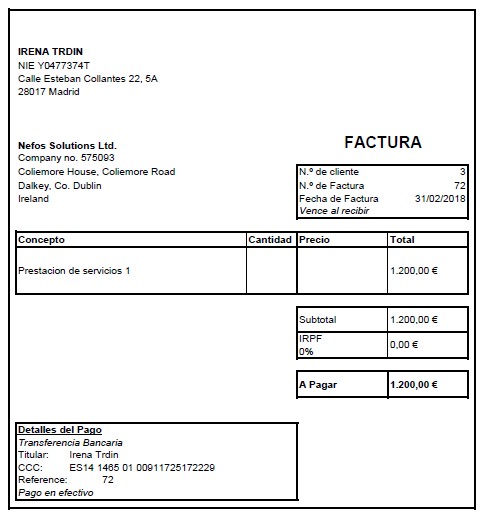 IRENA TRDIN
NIE Y0477374T
Calle Esteban Collantes 22, 5A
28017 Madrid
Nefos Solutions Ltd.
Company no. 575093
Coliemore House, Coliemore Road
Dalkey, Co. Dublin
Ireland
FACTURA
N.º de cliente 3
N.º de Factura 72
Fecha de Factura 31/02/2018
Vence al recibir
Concepto Cantidad Precio Total
Prestacion de servicios 1 1.200,00 €
Subtotal 1.200,00 €
IRPF
0% 0,00 €
A Pagar 1.200,00 €
Detalles del Pago
Transferencia Bancaria
Titular: Irena Trdin
CCC: ES14 1465 01 00911725172229
Reference: 72
Pago en efectivo